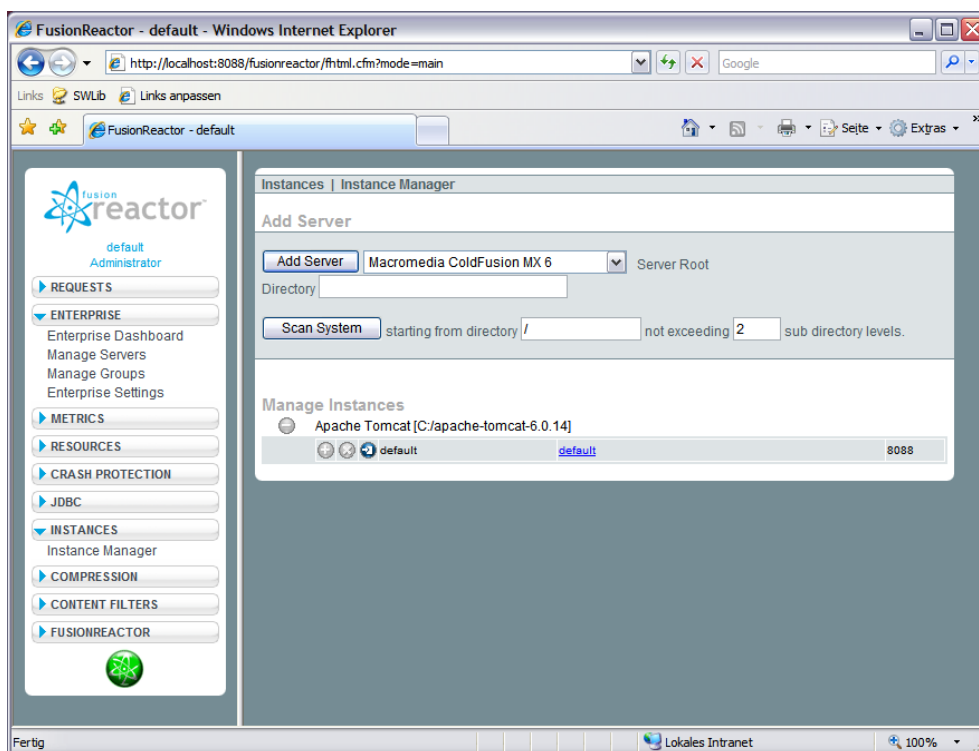 FusionReactor - default - Windows Internet Explorer
http://localhost:8088/fusionreactor/fhtml.cfm?mode=main
Google
Links SWLib Links anpassen
FusionReactor - default
Seite Extras
fusion
reactor
default
Administrator
REQUESTS
ENTERPRISE
Enterprise Dashboard
Manage Servers
Manage Groups
Enterprise Settings
METRICS
RESOURCES
CRASH PROTECTION
JDBC
INSTANCES
Instance Manager
COMPRESSION
CONTENT FILTERS
FUSIONREACTOR
Instances | Instance Manager
Add Server
Add Server Macromedia ColdFusion MX 6 Server Root
Directory
Scan System starting from directory / not exceeding 2 sub directory levels.
Manage Instances
Apache Tomcat [C:/apache-tomcat-6.0.14]
default default 8088
Fertig Lokales Intranet 100%